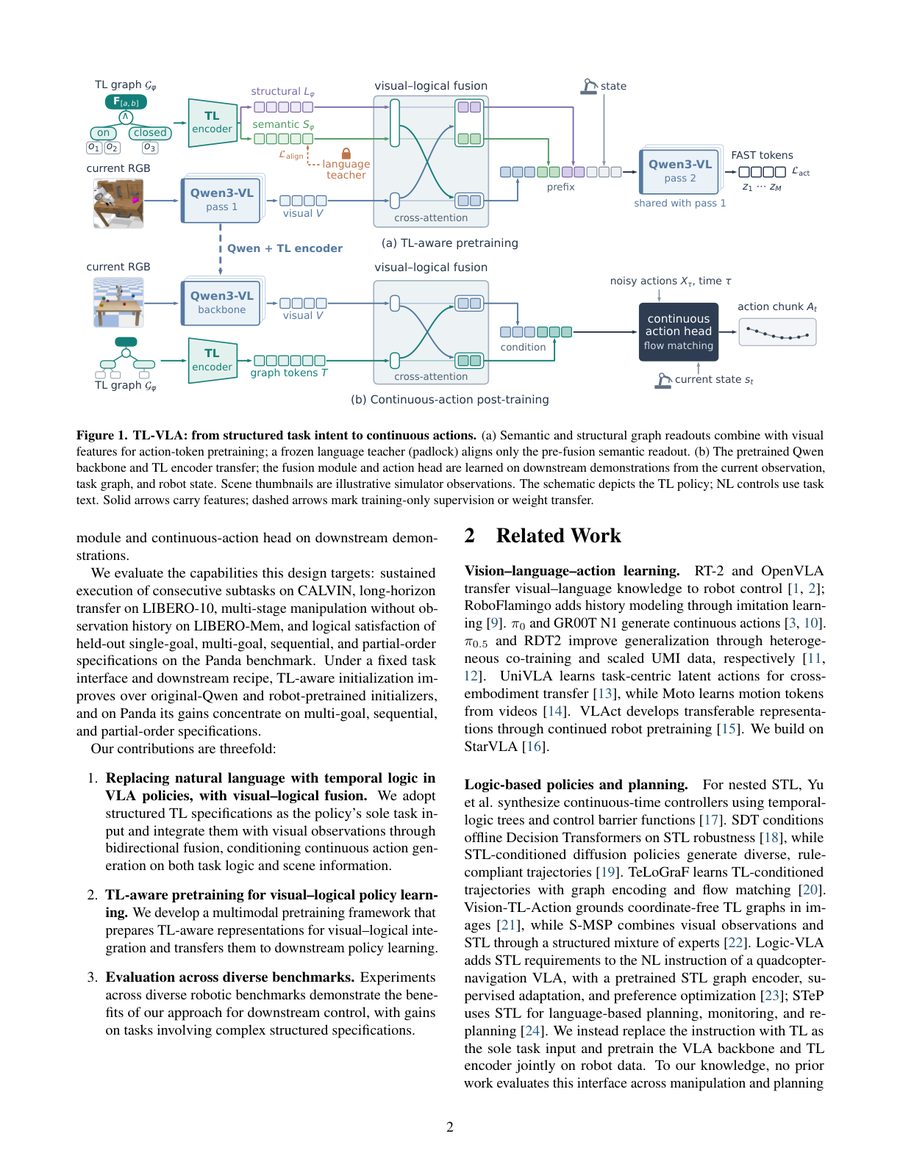 TL graph 𝒢φ
F[a, b]
∧
on closed
o1 o2 o3
TL
encoder
structural Lφ
semantic Sφ
ℒalign
language
teacher
visual–logical fusion
cross-attention
state
current RGB
Qwen3-VL
pass 1
visual V
prefix
Qwen3-VL
pass 2
shared with pass 1
FAST tokens
ℒact
z1 ⋯ zM
(a) TL-aware pretraining
Qwen + TL encoder
current RGB
visual–logical fusion
Qwen3-VL
backbone
visual V
TL
encoder
graph tokens T
TL graph 𝒢φ
cross-attention
condition
noisy actions Xτ, time τ
continuous
action head
flow matching
action chunk At
current state st
(b) Continuous-action post-training
Figure 1. TL-VLA: from structured task intent to continuous actions. (a) Semantic and structural graph readouts combine with visual
features for action-token pretraining; a frozen language teacher (padlock) aligns only the pre-fusion semantic readout. (b) The pretrained Qwen
backbone and TL encoder transfer; the fusion module and action head are learned on downstream demonstrations from the current observation,
task graph, and robot state. Scene thumbnails are illustrative simulator observations. The schematic depicts the TL policy; NL controls use task
text. Solid arrows carry features; dashed arrows mark training-only supervision or weight transfer.
module and continuous-action head on downstream demon-
strations.
We evaluate the capabilities this design targets: sustained
execution of consecutive subtasks on CALVIN, long-horizon
transfer on LIBERO-10, multi-stage manipulation without ob-
servation history on LIBERO-Mem, and logical satisfaction of
held-out single-goal, multi-goal, sequential, and partial-order
specifications on the Panda benchmark. Under a fixed task
interface and downstream recipe, TL-aware initialization im-
proves over original-Qwen and robot-pretrained initializers,
and on Panda its gains concentrate on multi-goal, sequential,
and partial-order specifications.
Our contributions are threefold:
1. Replacing natural language with temporal logic in
VLA policies, with visual–logical fusion. We adopt
structured TL specifications as the policy's sole task in-
put and integrate them with visual observations through
bidirectional fusion, conditioning continuous action gen-
eration on both task logic and scene information.
2. TL-aware pretraining for visual–logical policy learn-
ing. We develop a multimodal pretraining framework that
prepares TL-aware representations for visual–logical inte-
gration and transfers them to downstream policy learning.
3. Evaluation across diverse benchmarks. Experiments
across diverse robotic benchmarks demonstrate the bene-
fits of our approach for downstream control, with gains
on tasks involving complex structured specifications.
2 Related Work
Vision–language–action learning. RT-2 and OpenVLA
transfer visual–language knowledge to robot control [1, 2];
RoboFlamingo adds history modeling through imitation learn-
ing [9]. π0 and GR00T N1 generate continuous actions [3, 10].
π0.5 and RDT2 improve generalization through heteroge-
neous co-training and scaled UMI data, respectively [11,
12]. UniVLA learns task-centric latent actions for cross-
embodiment transfer [13], while Moto learns motion tokens
from videos [14]. VLAct develops transferable representa-
tions through continued robot pretraining [15]. We build on
StarVLA [16].
Logic-based policies and planning. For nested STL, Yu
et al. synthesize continuous-time controllers using temporal-
logic trees and control barrier functions [17]. SDT conditions
offline Decision Transformers on STL robustness [18], while
STL-conditioned diffusion policies generate diverse, rule-
compliant trajectories [19]. TeLoGraF learns TL-conditioned
trajectories with graph encoding and flow matching [20].
Vision-TL-Action grounds coordinate-free TL graphs in im-
ages [21], while S-MSP combines visual observations and
STL through a structured mixture of experts [22]. Logic-VLA
adds STL requirements to the NL instruction of a quadcopter-
navigation VLA, with a pretrained STL graph encoder, su-
pervised adaptation, and preference optimization [23]; STeP
uses STL for language-based planning, monitoring, and re-
planning [24]. We instead replace the instruction with TL as
the sole task input and pretrain the VLA backbone and TL
encoder jointly on robot data. To our knowledge, no prior
work evaluates this interface across manipulation and planning
2